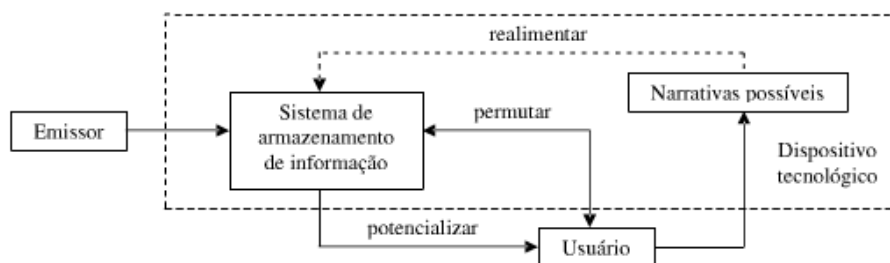 realimentar
Emissor
Sistema de
armazenamento
de informação
permutar
Narrativas possíveis
Dispositivo
tecnológico
potencializar
Usuário